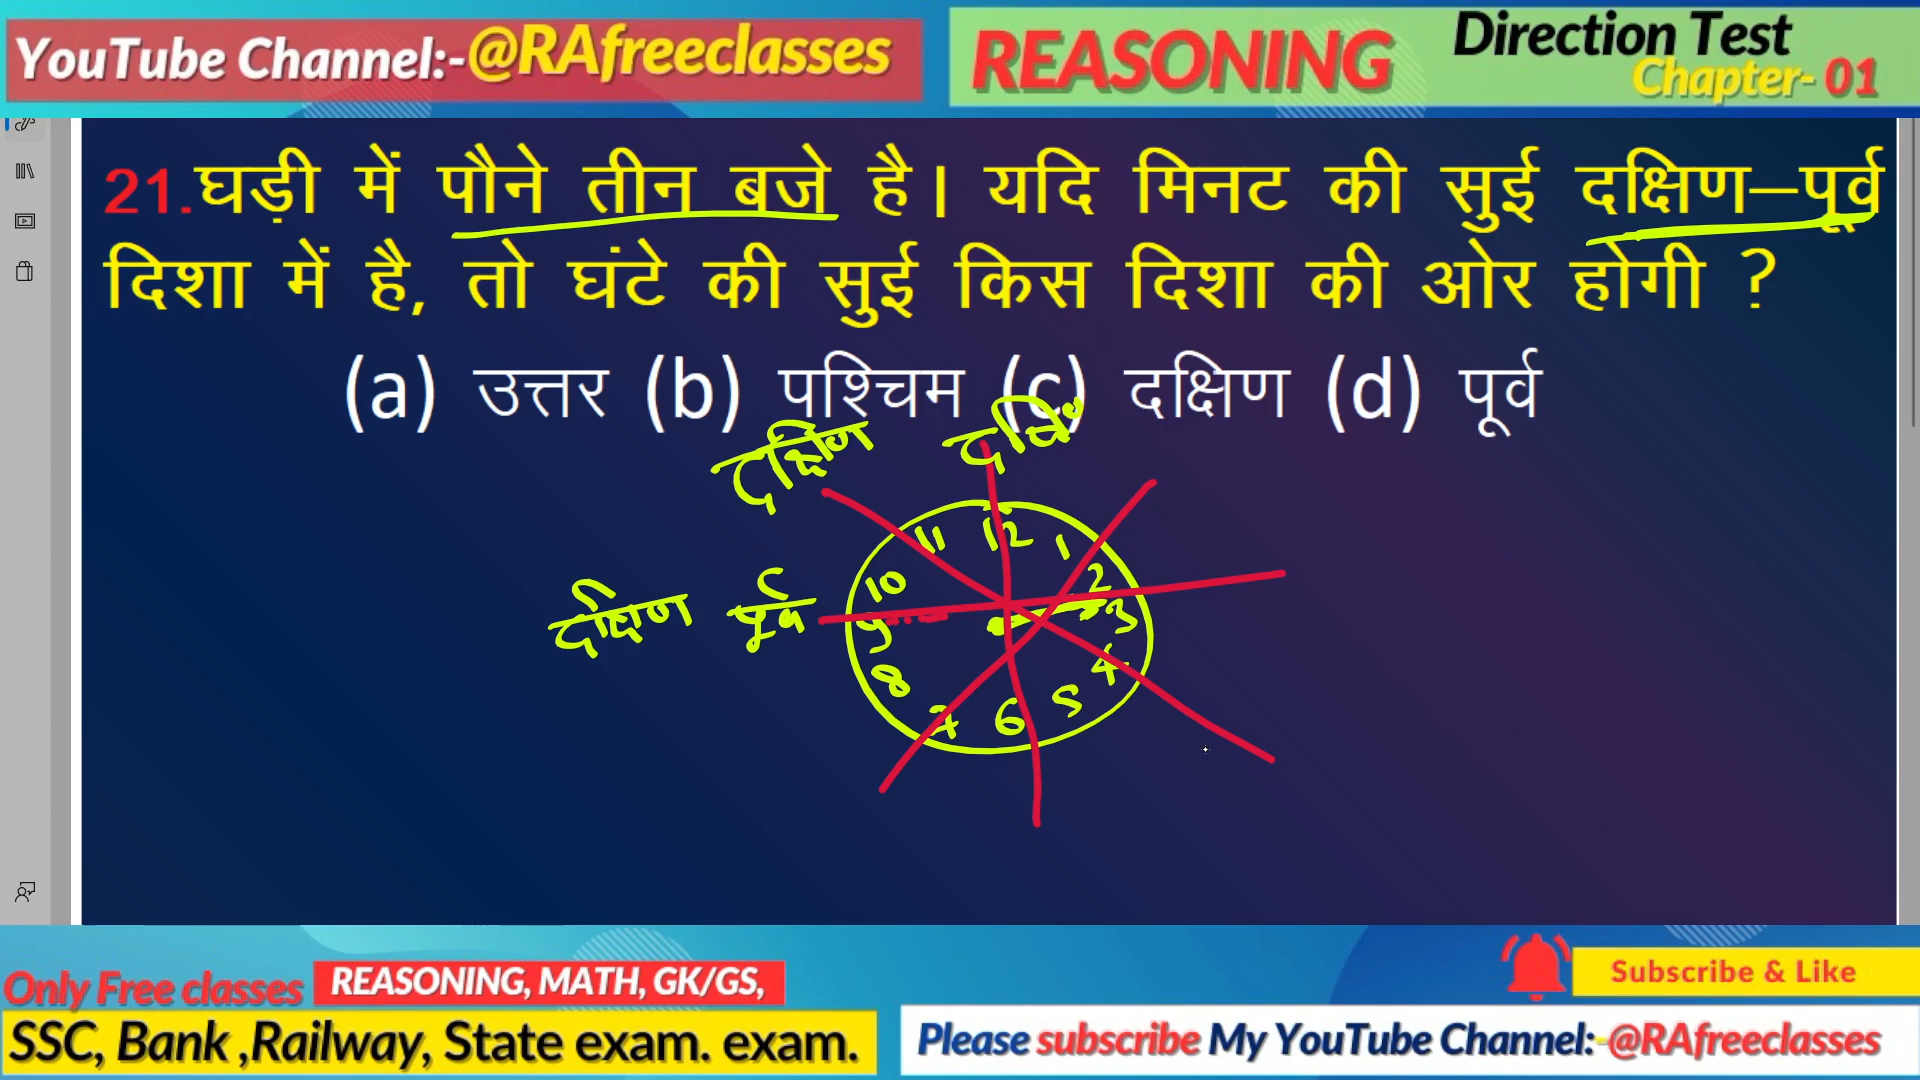 YouTube Channel:-@RAfreeclasses
REASONING
Direction Test
Chapter- 01
21.घड़ी में पौने तीन बजे है। यदि मिनट की सुई दक्षिण–पूर्व
दिशा में है, तो घंटे की सुई किस दिशा की ओर होगी ?
(a) उत्तर (b) पश्चिम (c) दक्षिण (d) पूर्व
दक्षिण
11 12 1
10 2
दक्षिण पूर्व
9 3
8 4
7 6 5
Only Free classes
REASONING, MATH, GK/GS,
SSC, Bank ,Railway, State exam. exam.
Subscribe & Like
Please subscribe My YouTube Channel:-@RAfreeclasses